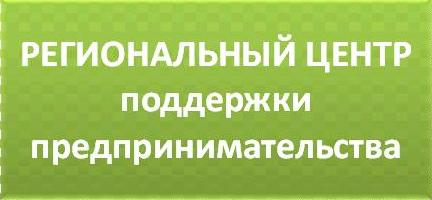 РЕГИОНАЛЬНЫЙ ЦЕНТР
поддержки
предпринимательства